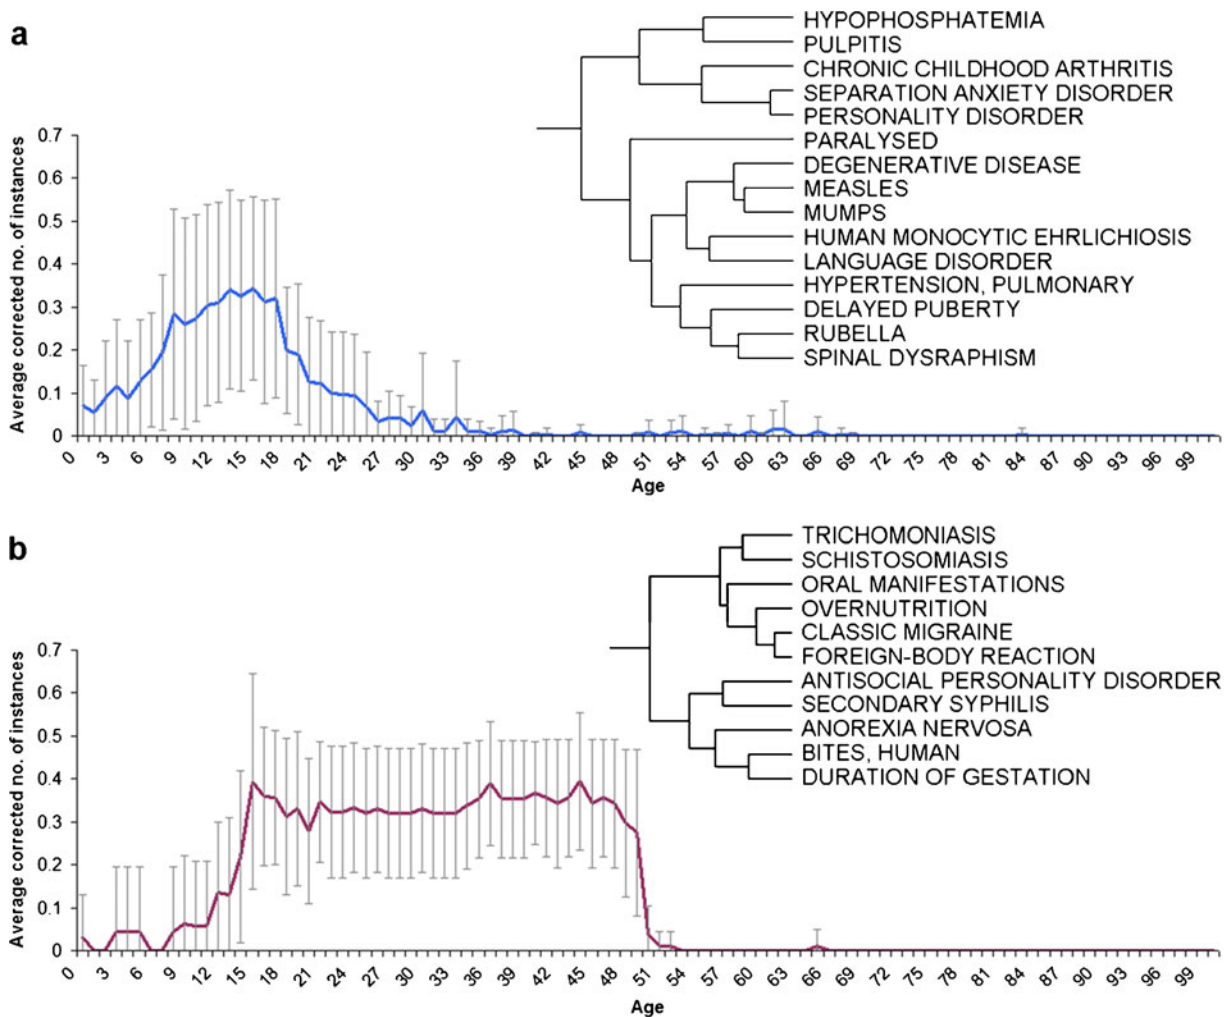 a
HYPOPHOSPHATEMIA
PULPITIS
CHRONIC CHILDHOOD ARTHRITIS
SEPARATION ANXIETY DISORDER
PERSONALITY DISORDER
PARALYSED
DEGENERATIVE DISEASE
MEASLES
MUMPS
HUMAN MONOCYTIC EHRLICHIOSIS
LANGUAGE DISORDER
HYPERTENSION, PULMONARY
DELAYED PUBERTY
RUBELLA
SPINAL DYSRAPHISM
Average corrected no. of instances
0.7
0.6
0.5
0.4
0.3
0.2
0.1
0
0 3 6 9 12 15 18 21 24 27 30 33 36 39 42 45 48 51 54 57 60 63 66 69 72 75 78 81 84 87 90 93 96 99
Age
b
TRICHOMONIASIS
SCHISTOSOMIASIS
ORAL MANIFESTATIONS
OVERNUTRITION
CLASSIC MIGRAINE
FOREIGN-BODY REACTION
ANTISOCIAL PERSONALITY DISORDER
SECONDARY SYPHILIS
ANOREXIA NERVOSA
BITES, HUMAN
DURATION OF GESTATION
Average corrected no. of instances
0.7
0.6
0.5
0.4
0.3
0.2
0.1
0
0 3 6 9 12 15 18 21 24 27 30 33 36 39 42 45 48 51 54 57 60 63 66 69 72 75 78 81 84 87 90 93 96 99
Age